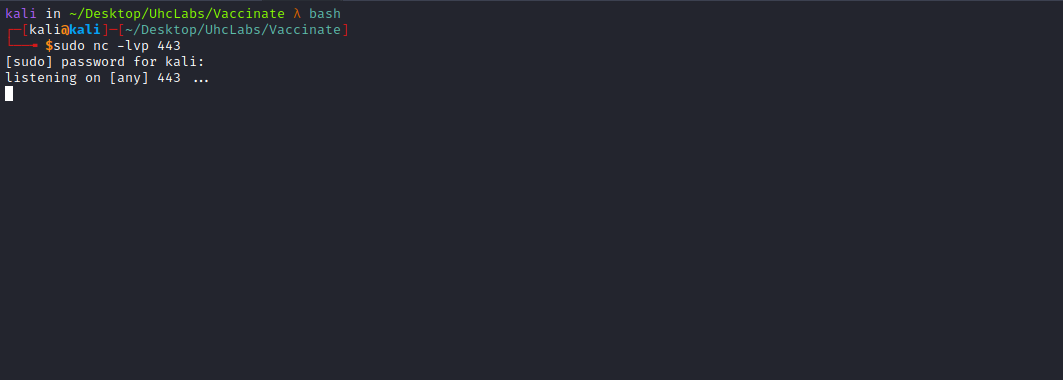 kali in ~/Desktop/UhcLabs/Vaccinate λ bash
┌─[kali@kali]─[~/Desktop/UhcLabs/Vaccinate]
└──╼ $sudo nc -lvp 443
[sudo] password for kali:
listening on [any] 443 ...